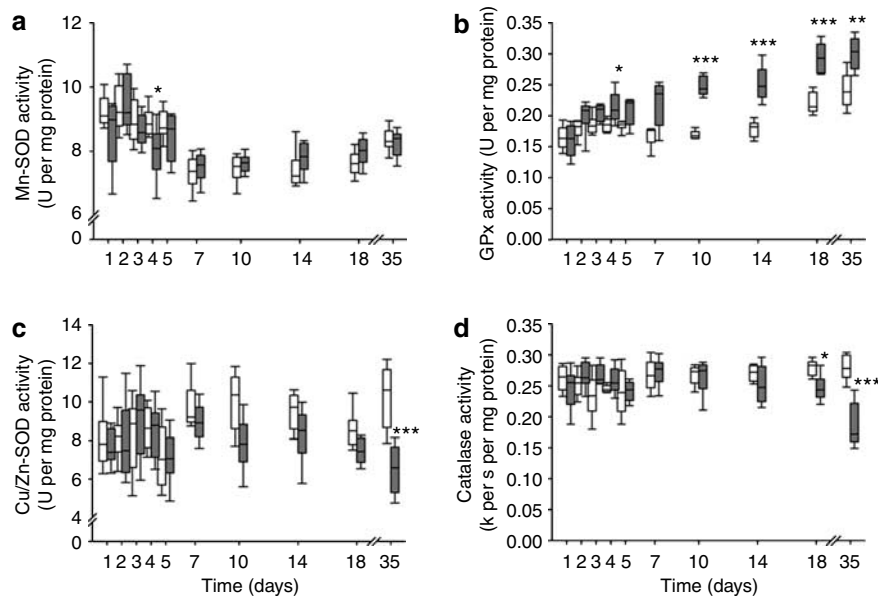 a
Mn-SOD activity
(U per mg protein)
12
10
8
6
0
*
1 2 3 4 5 7 10 14 18 35
b
GPx activity (U per mg protein)
0.35
0.30
0.25
0.20
0.15
0.10
0.05
0.00
* *** *** *** **
1 2 3 4 5 7 10 14 18 35
c
Cu/Zn-SOD activity
(U per mg protein)
14
12
10
8
6
4
0
***
1 2 3 4 5 7 10 14 18 35
Time (days)
d
Catalase activity
(k per s per mg protein)
0.35
0.30
0.25
0.20
0.15
0.10
0.05
0.00
* ***
1 2 3 4 5 7 10 14 18 35
Time (days)